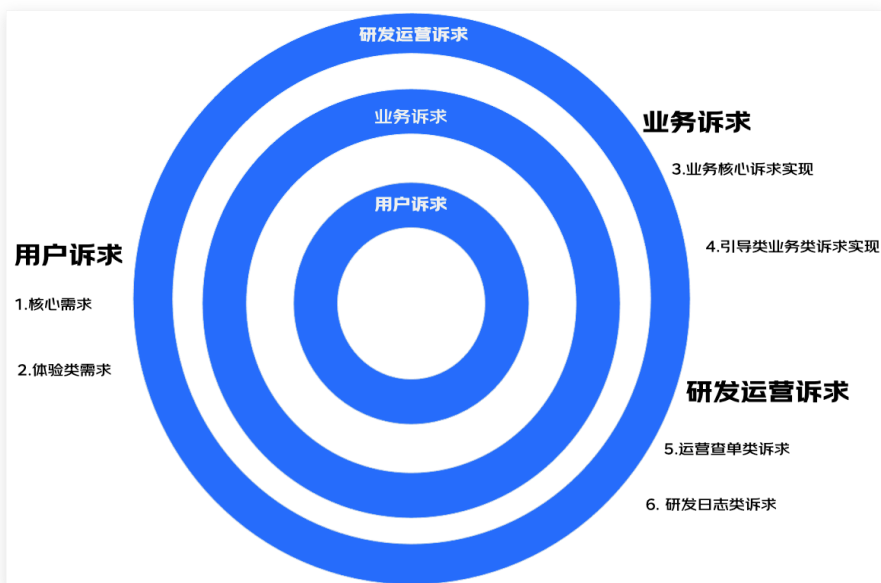 研发运营诉求
业务诉求
用户诉求
用户诉求
1.核心需求
2.体验类需求
业务诉求
3.业务核心诉求实现
4.引导类业务类诉求实现
研发运营诉求
5.运营查单类诉求
6. 研发日志类诉求